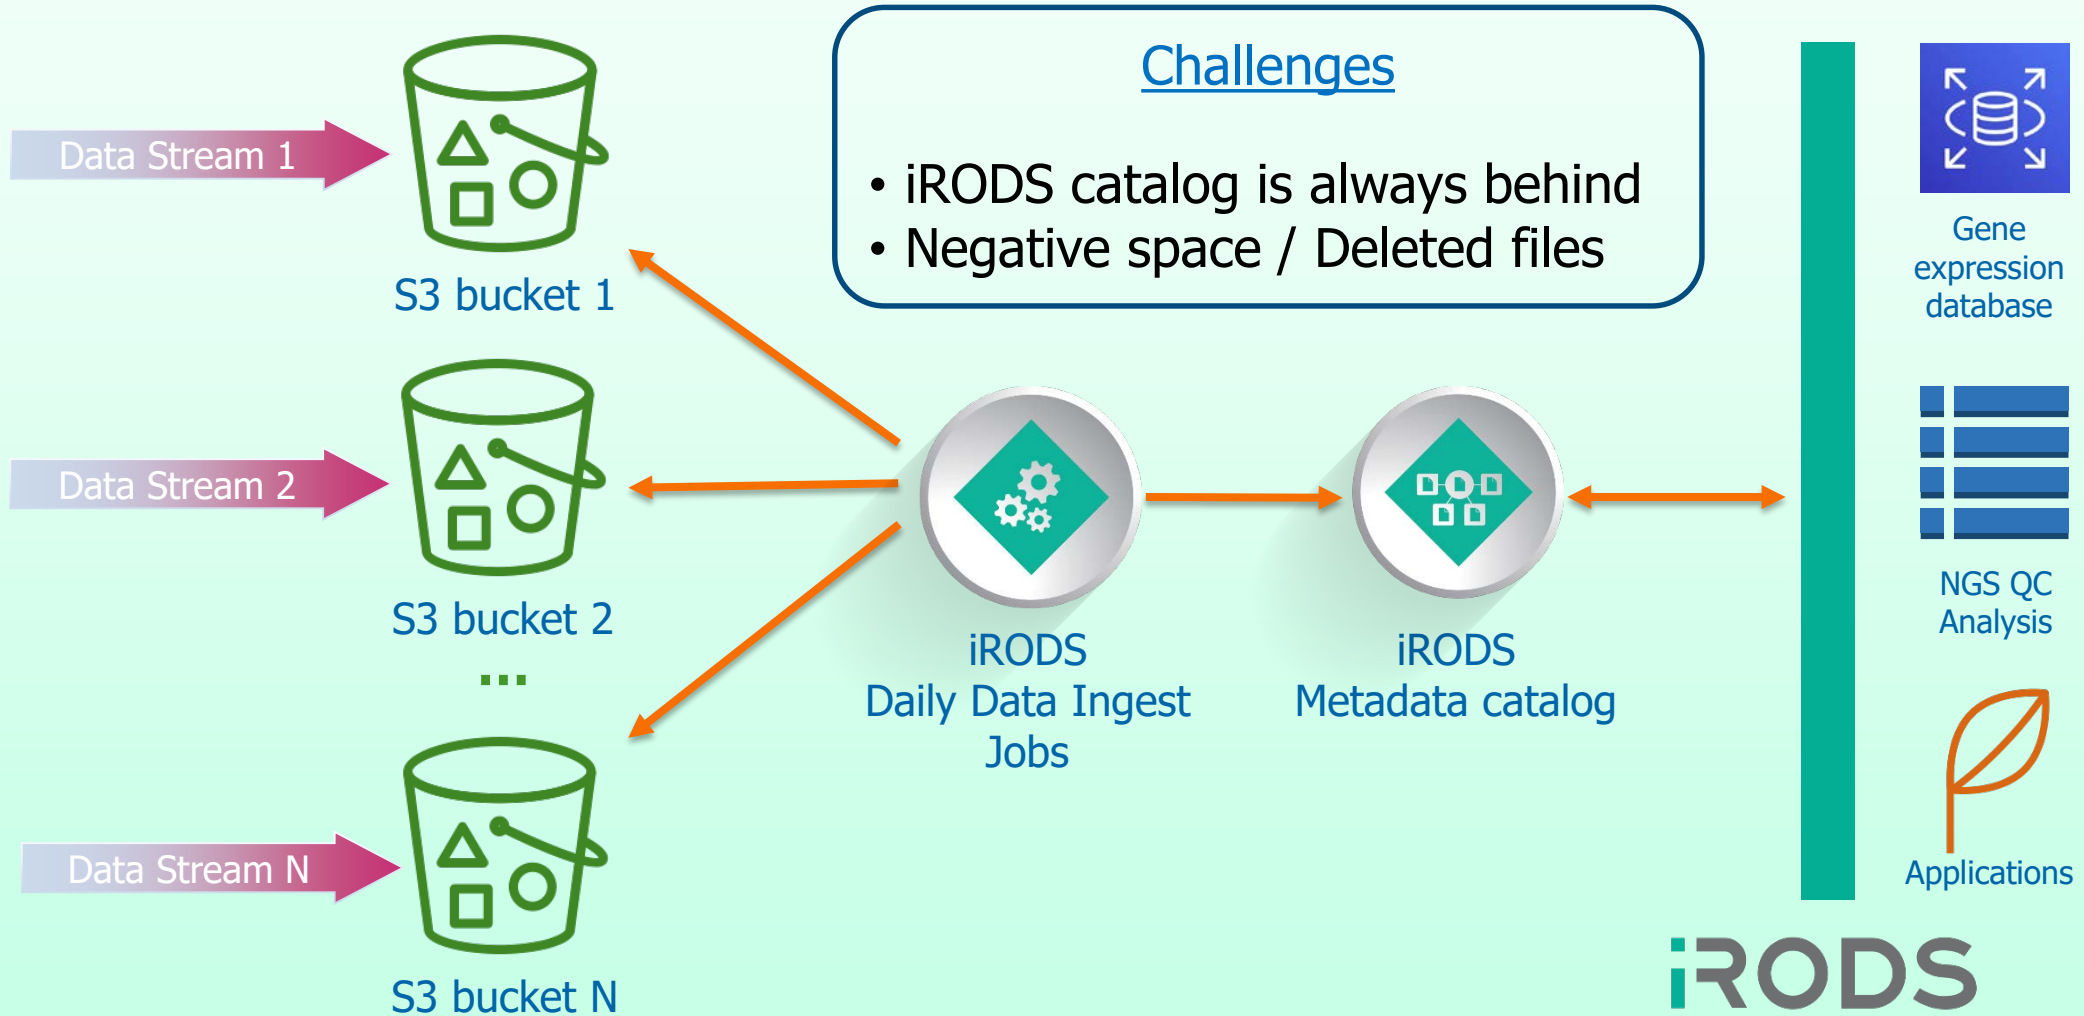 Challenges
• iRODS catalog is always behind
• Negative space / Deleted files
Data Stream 1
S3 bucket 1
Data Stream 2
S3 bucket 2
...
Data Stream N
S3 bucket N
iRODS
Daily Data Ingest
Jobs
iRODS
Metadata catalog
Gene
expression
database
NGS QC
Analysis
Applications
iRODS